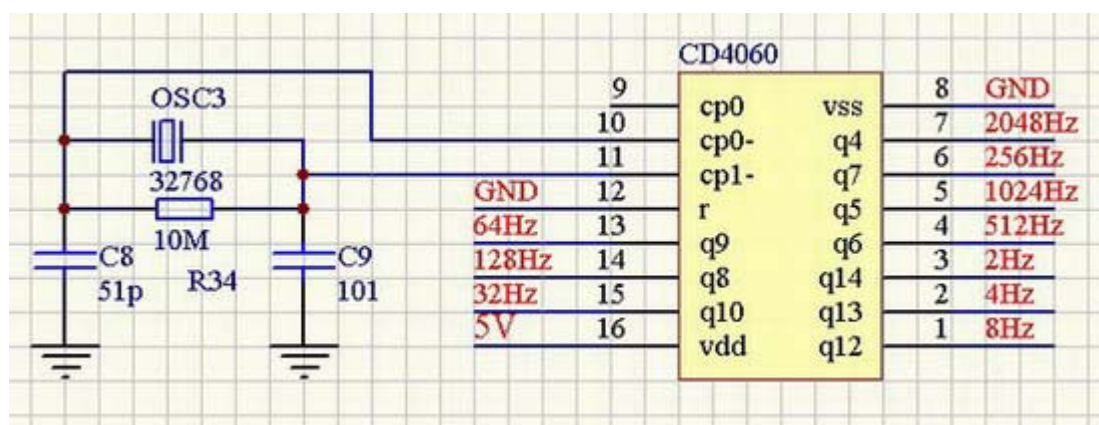 CD4060
OSC3
32768
10M
R34
C8
51p
C9
101
9 cp0 vss 8 GND
10 cp0- q4 7 2048Hz
11 cp1- q7 6 256Hz
GND 12 r q5 5 1024Hz
64Hz 13 q9 q6 4 512Hz
128Hz 14 q8 q14 3 2Hz
32Hz 15 q10 q13 2 4Hz
5V 16 vdd q12 1 8Hz